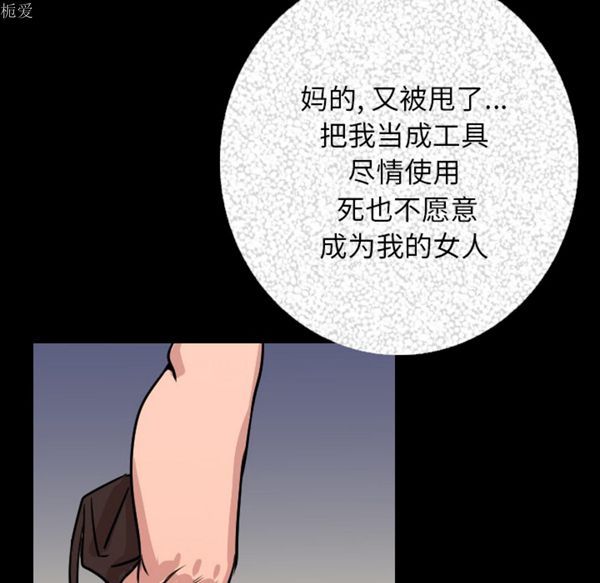 栀爱
妈的, 又被甩了...
把我当成工具
尽情使用
死也不愿意
成为我的女人